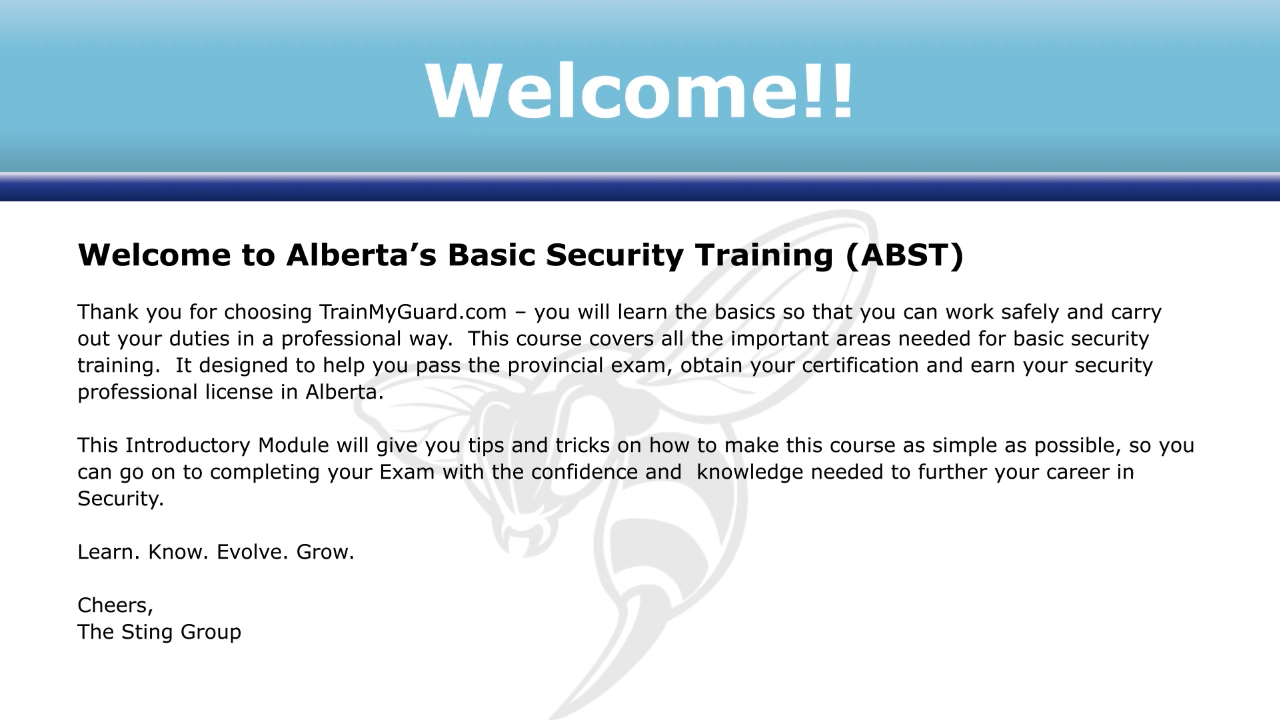 Welcome!!
Welcome to Alberta’s Basic Security Training (ABST)
Thank you for choosing TrainMyGuard.com – you will learn the basics so that you can work safely and carry
out your duties in a professional way.  This course covers all the important areas needed for basic security
training.  It designed to help you pass the provincial exam, obtain your certification and earn your security
professional license in Alberta.
This Introductory Module will give you tips and tricks on how to make this course as simple as possible, so you
can go on to completing your Exam with the confidence and  knowledge needed to further your career in
Security.
Learn. Know. Evolve. Grow.
Cheers,
The Sting Group